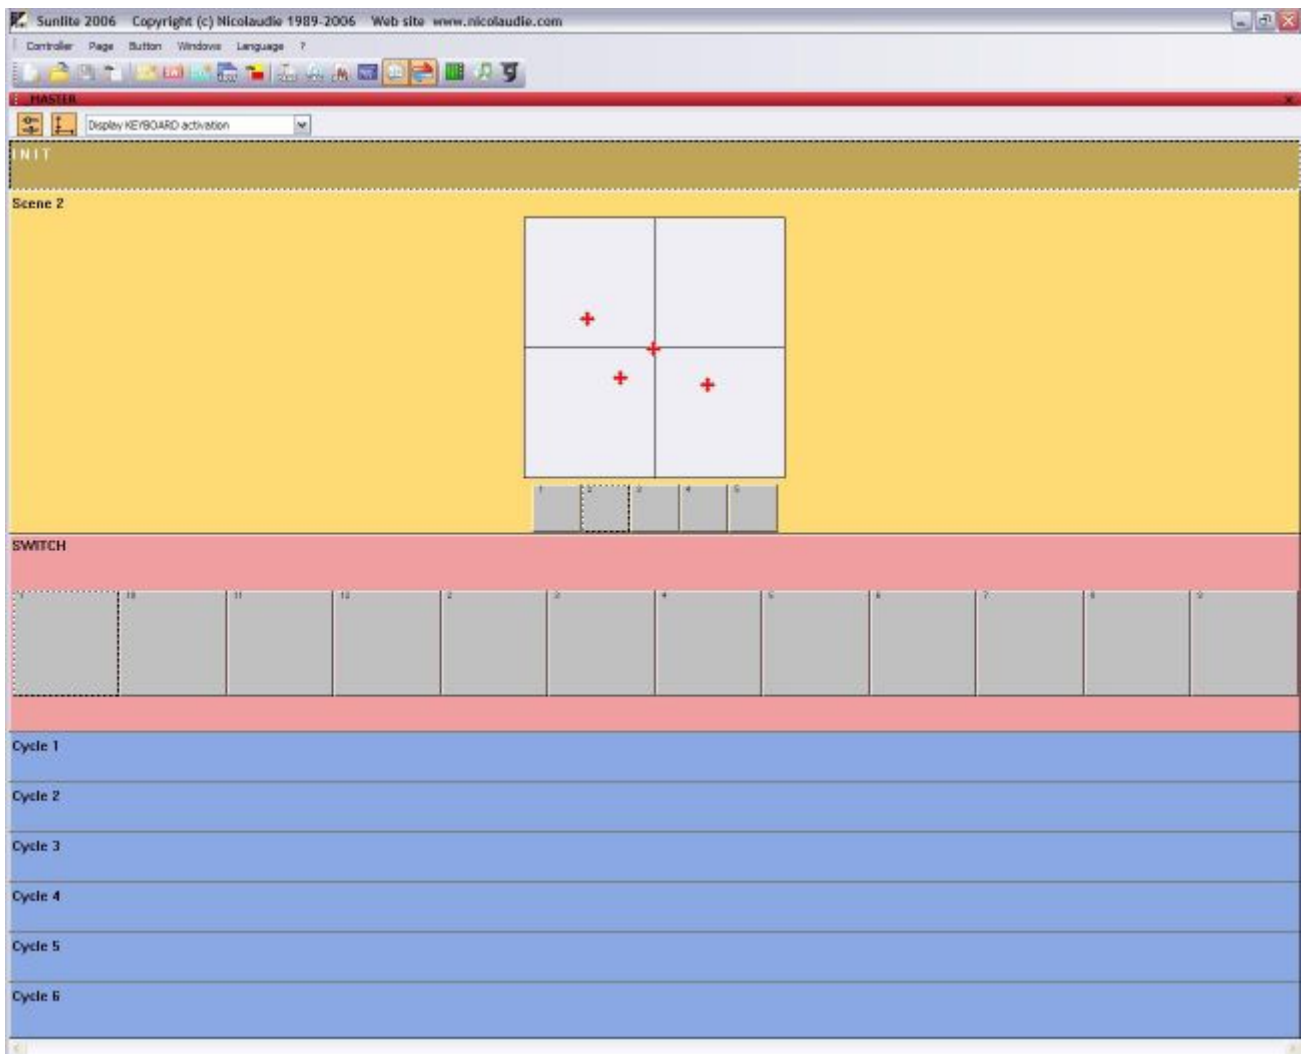 Sunlite 2006 Copyright (c) Nicolaudie 1989-2006 Web site www.nicolaudie.com
Controller Page Button Windows Language ?
_MASTER
Display KEYBOARD activation
INIT
Scene 2
1 2 3 4 5
SWITCH
1 10 11 12 2 3 4 5 6 7 8 9
Cycle 1
Cycle 2
Cycle 3
Cycle 4
Cycle 5
Cycle 6